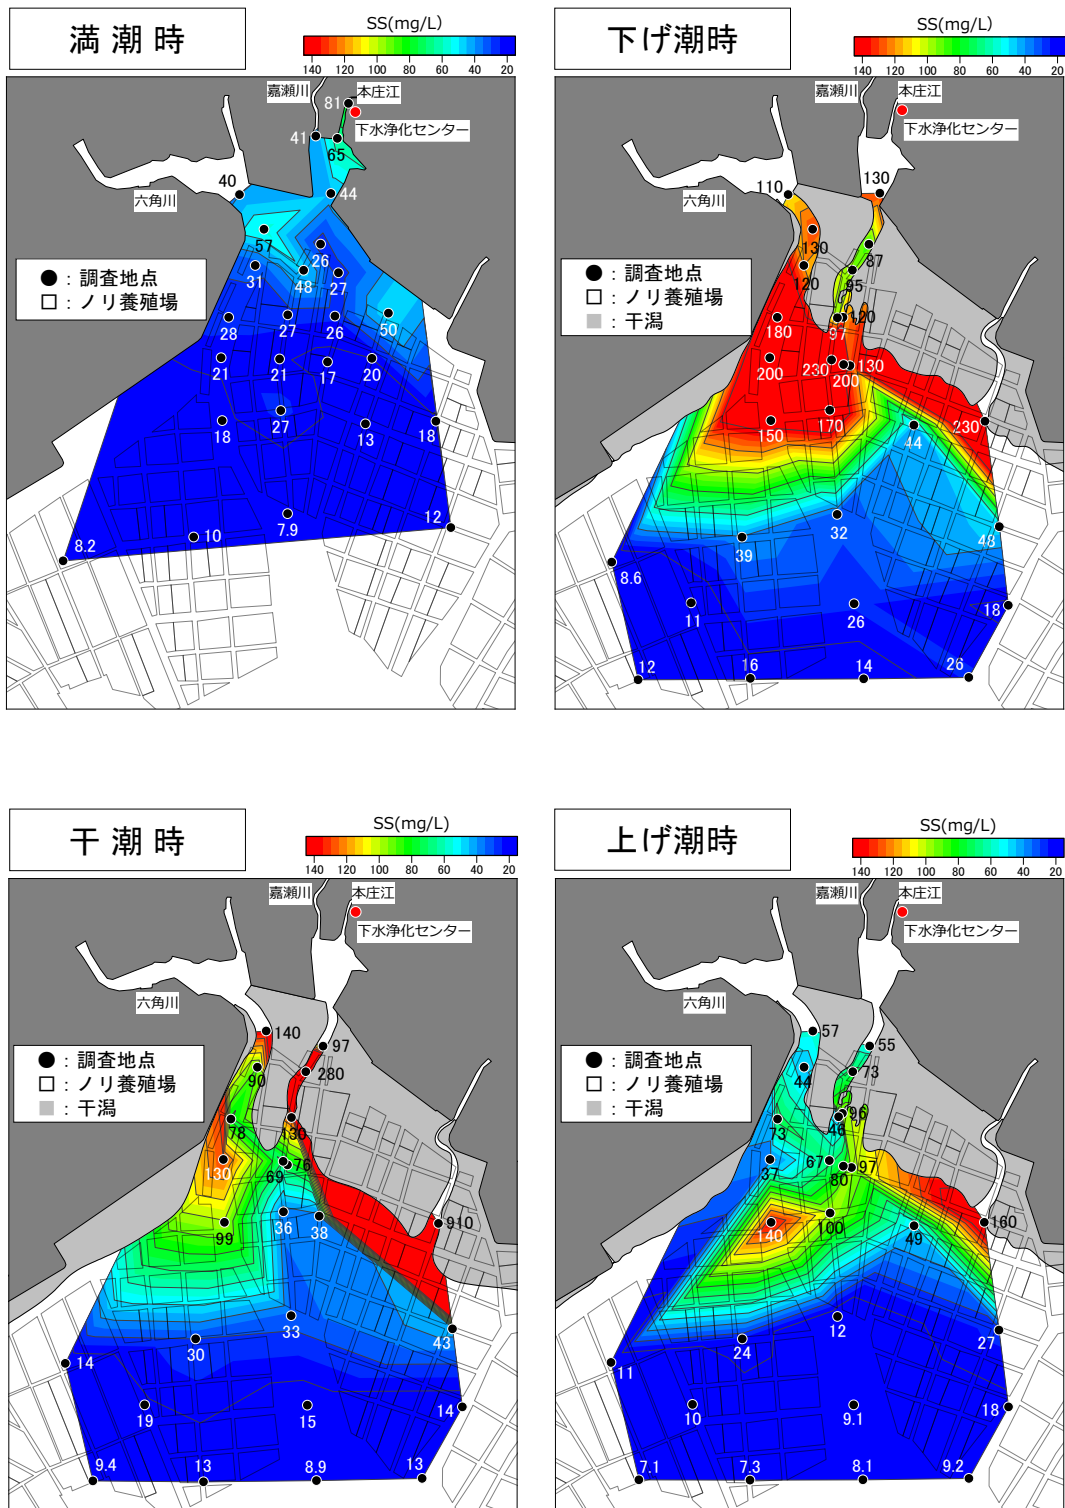 満潮時
SS(mg/L)
140 120 100 80 60 40 20
嘉瀬川
本庄江
下水浄化センター
六角川
81
41
65
40
44
57
26
48
27
31
50
28
27
26
21
21
17
20
18
27
13
18
12
7.9
10
8.2
●：調査地点
□：ノリ養殖場
下げ潮時
SS(mg/L)
140 120 100 80 60 40 20
嘉瀬川
本庄江
下水浄化センター
六角川
110
130
130
87
120
95
180
97
120
200
230
200
130
150
170
44
230
32
39
48
8.6
11
26
18
12
16
14
26
●：調査地点
□：ノリ養殖場
■：干潟
干潮時
SS(mg/L)
140 120 100 80 60 40 20
嘉瀬川
本庄江
下水浄化センター
六角川
140
97
90
280
78
130
130
69
76
99
36
38
910
33
30
43
14
19
15
14
9.4
13
8.9
13
●：調査地点
□：ノリ養殖場
■：干潟
上げ潮時
SS(mg/L)
140 120 100 80 60 40 20
嘉瀬川
本庄江
下水浄化センター
六角川
57
55
44
73
73
46
96
37
67
80
97
140
100
49
160
12
24
27
11
10
9.1
18
7.1
7.3
8.1
9.2
●：調査地点
□：ノリ養殖場
■：干潟